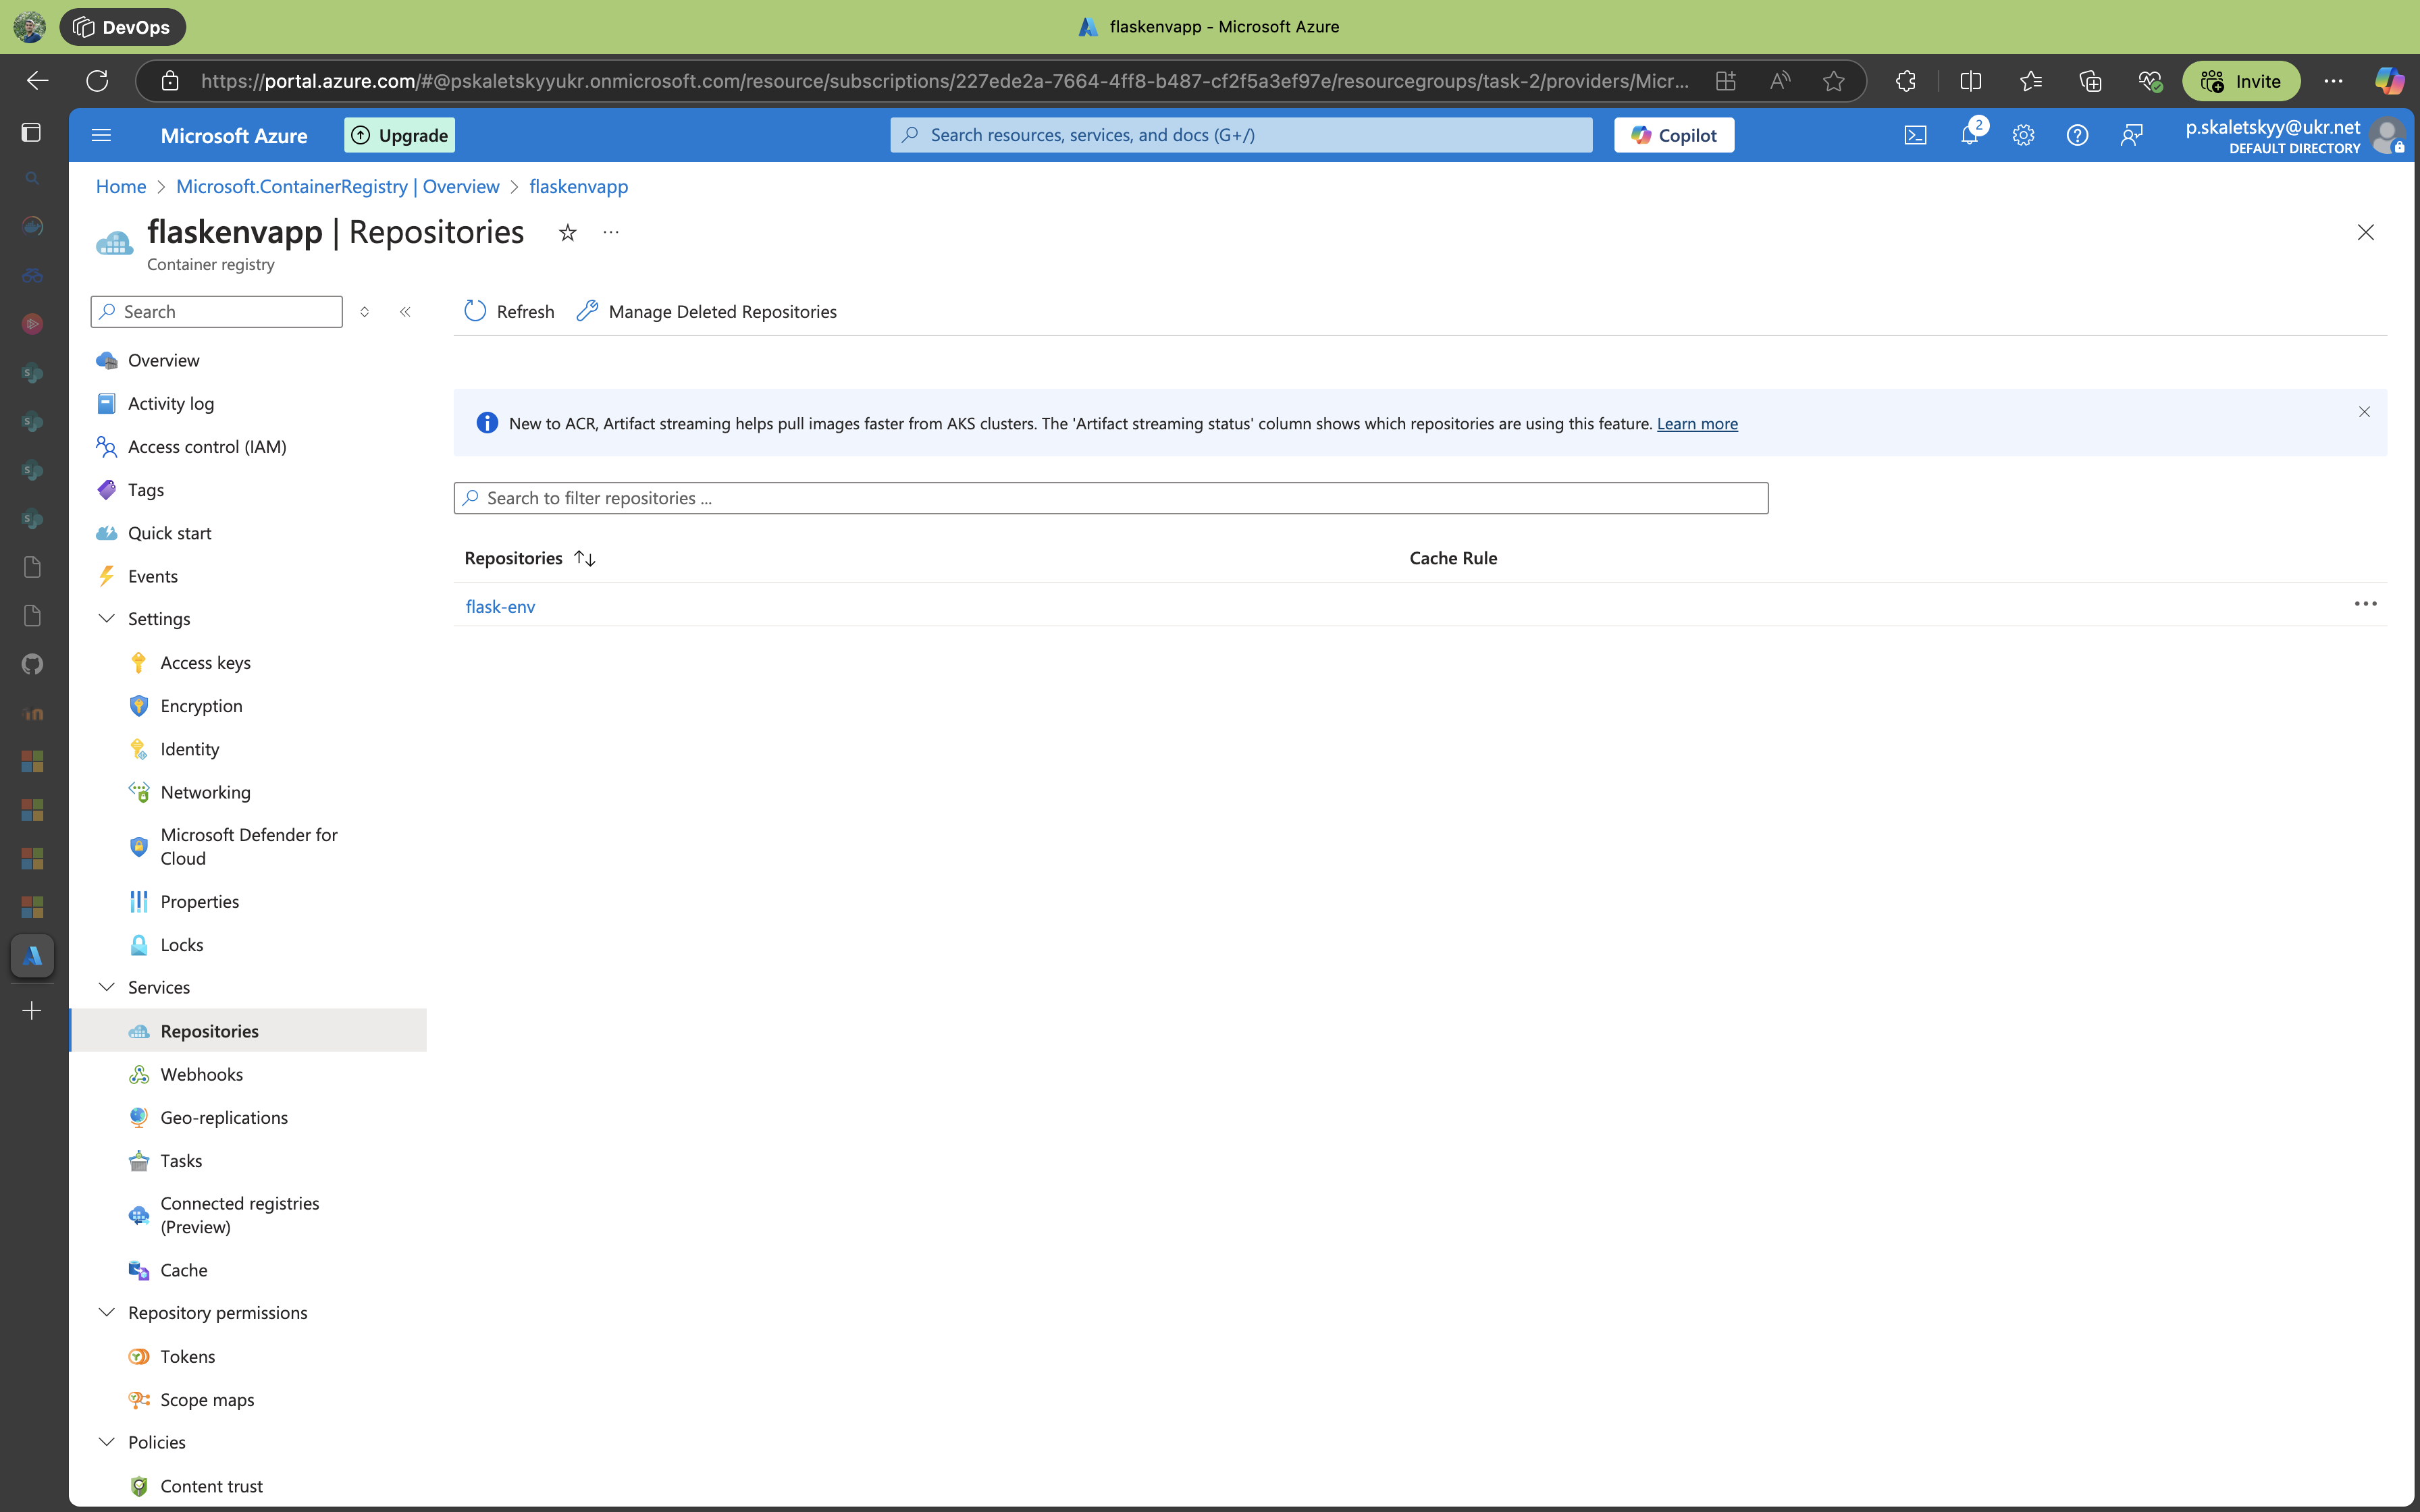 DevOps
flaskenvapp - Microsoft Azure
https://portal.azure.com/#@pskaletskyyukr.onmicrosoft.com/resource/subscriptions/227ede2a-7664-4ff8-b487-cf2f5a3ef97e/resourcegroups/task-2/providers/Micr...
Invite
Microsoft Azure
Upgrade
Search resources, services, and docs (G+/)
Copilot
2
p.skaletskyy@ukr.net
DEFAULT DIRECTORY
Home > Microsoft.ContainerRegistry | Overview > flaskenvapp
flaskenvapp | Repositories
Container registry
Search
Refresh
Manage Deleted Repositories
Overview
Activity log
Access control (IAM)
Tags
Quick start
Events
Settings
Access keys
Encryption
Identity
Networking
Microsoft Defender for
Cloud
Properties
Locks
Services
Repositories
Webhooks
Geo-replications
Tasks
Connected registries
(Preview)
Cache
Repository permissions
Tokens
Scope maps
Policies
Content trust
New to ACR, Artifact streaming helps pull images faster from AKS clusters. The 'Artifact streaming status' column shows which repositories are using this feature. Learn more
Search to filter repositories ...
Repositories
Cache Rule
flask-env